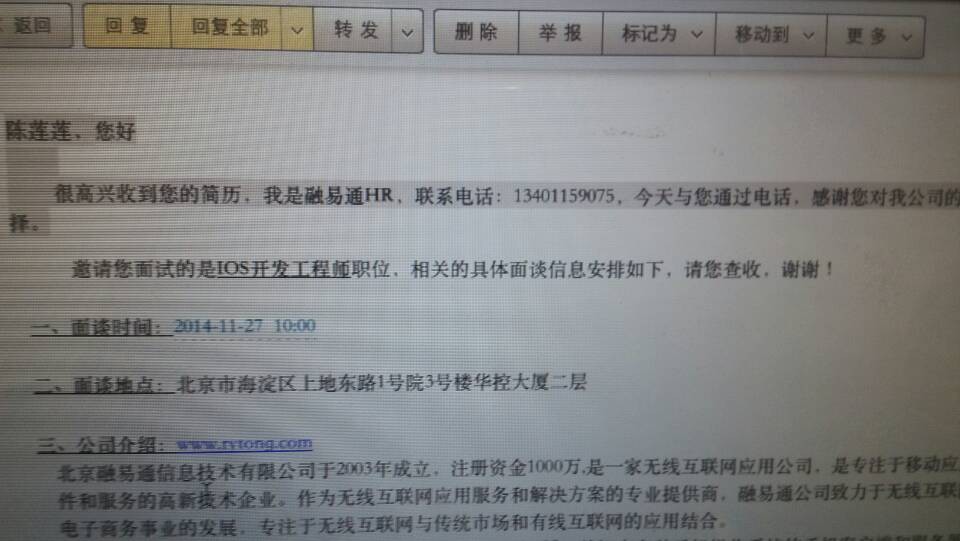 返回 回 复 回复全部 转 发 删 除 举 报 标记为 移动到 更 多
陈莲莲，您好
很高兴收到您的简历，我是融易通HR，联系电话：13401159075，今天与您通过电话，感谢您对我公司的
择。
邀请您面试的是IOS开发工程师职位，相关的具体面谈信息安排如下，请您查收，谢谢！
一、面谈时间：2014-11-27 10:00
二、面谈地点：北京市海淀区上地东路1号院3号楼华控大厦二层
三、公司介绍：www.rytong.com
北京融易通信息技术有限公司于2003年成立，注册资金1000万,是一家无线互联网应用公司，是专注于移动应
件和服务的高新技术企业。作为无线互联网应用服务和解决方案的专业提供商，融易通公司致力于无线互联
电子商务事业的发展，专注于无线互联网与传统市场和有线互联网的应用结合。